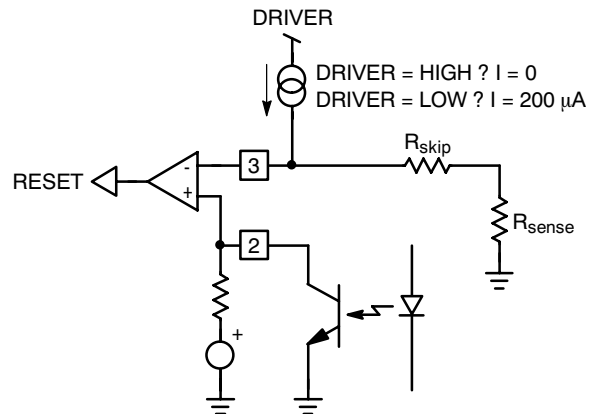 DRIVER
DRIVER = HIGH ? I = 0
DRIVER = LOW ? I = 200 μA
Rskip
3
-
RESET
+
Rsense
2
+